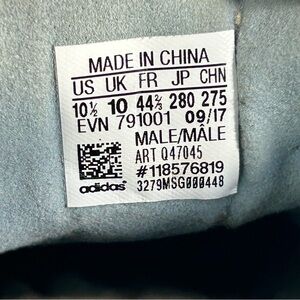 MADE IN CHINA
US UK FR JP CHN
10½ 10 44⅔ 280 275
EVN 791001 09/17
MALE/MÂLE
ART Q47045
#118576819
adidas
3279MSG000448